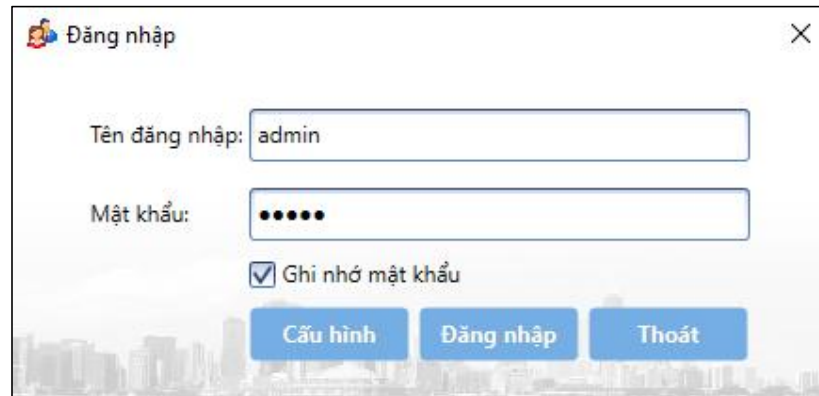 Đăng nhập
Tên đăng nhập: admin
Mật khẩu: •••••
Ghi nhớ mật khẩu
Cấu hình Đăng nhập Thoát